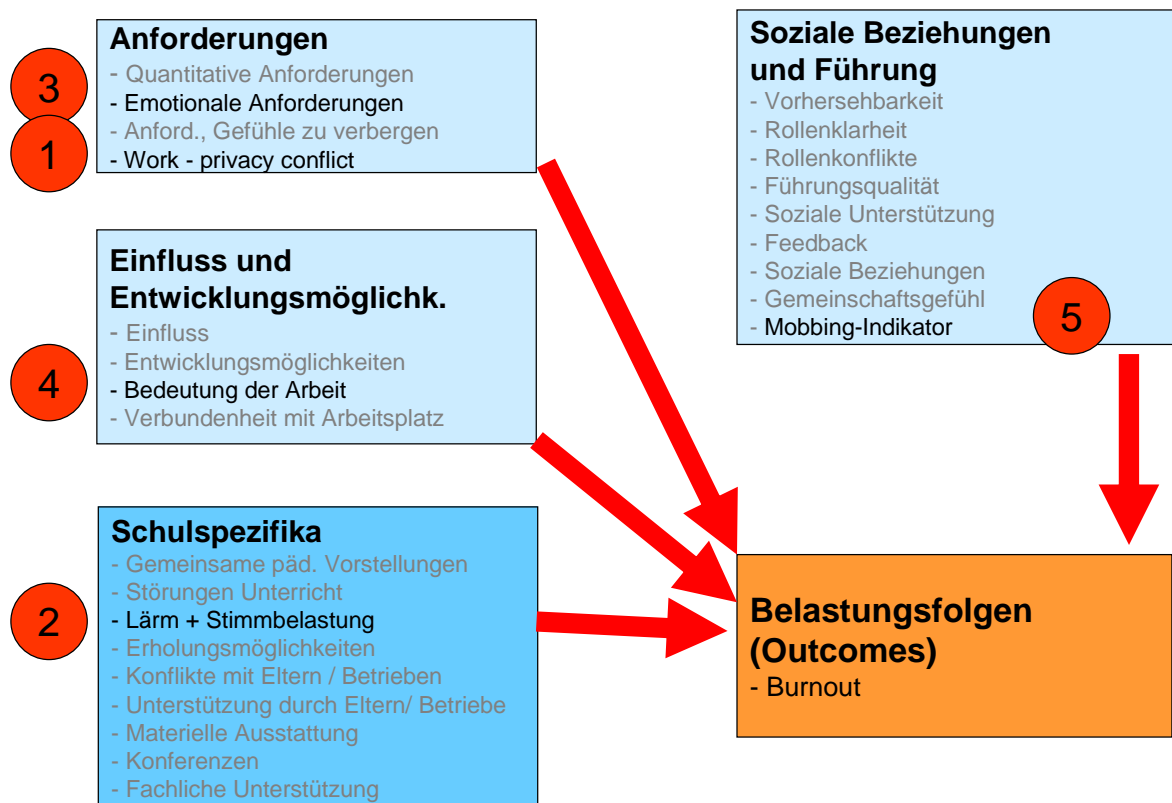 Anforderungen
- Quantitative Anforderungen
- Emotionale Anforderungen
- Anford., Gefühle zu verbergen
- Work - privacy conflict
3
1
Einfluss und
Entwicklungsmöglichk.
- Einfluss
- Entwicklungsmöglichkeiten
- Bedeutung der Arbeit
- Verbundenheit mit Arbeitsplatz
4
Schulspezifika
- Gemeinsame päd. Vorstellungen
- Störungen Unterricht
- Lärm + Stimmbelastung
- Erholungsmöglichkeiten
- Konflikte mit Eltern / Betrieben
- Unterstützung durch Eltern/ Betriebe
- Materielle Ausstattung
- Konferenzen
- Fachliche Unterstützung
2
Soziale Beziehungen
und Führung
- Vorhersehbarkeit
- Rollenklarheit
- Rollenkonflikte
- Führungsqualität
- Soziale Unterstützung
- Feedback
- Soziale Beziehungen
- Gemeinschaftsgefühl
- Mobbing-Indikator
5
Belastungsfolgen
(Outcomes)
- Burnout